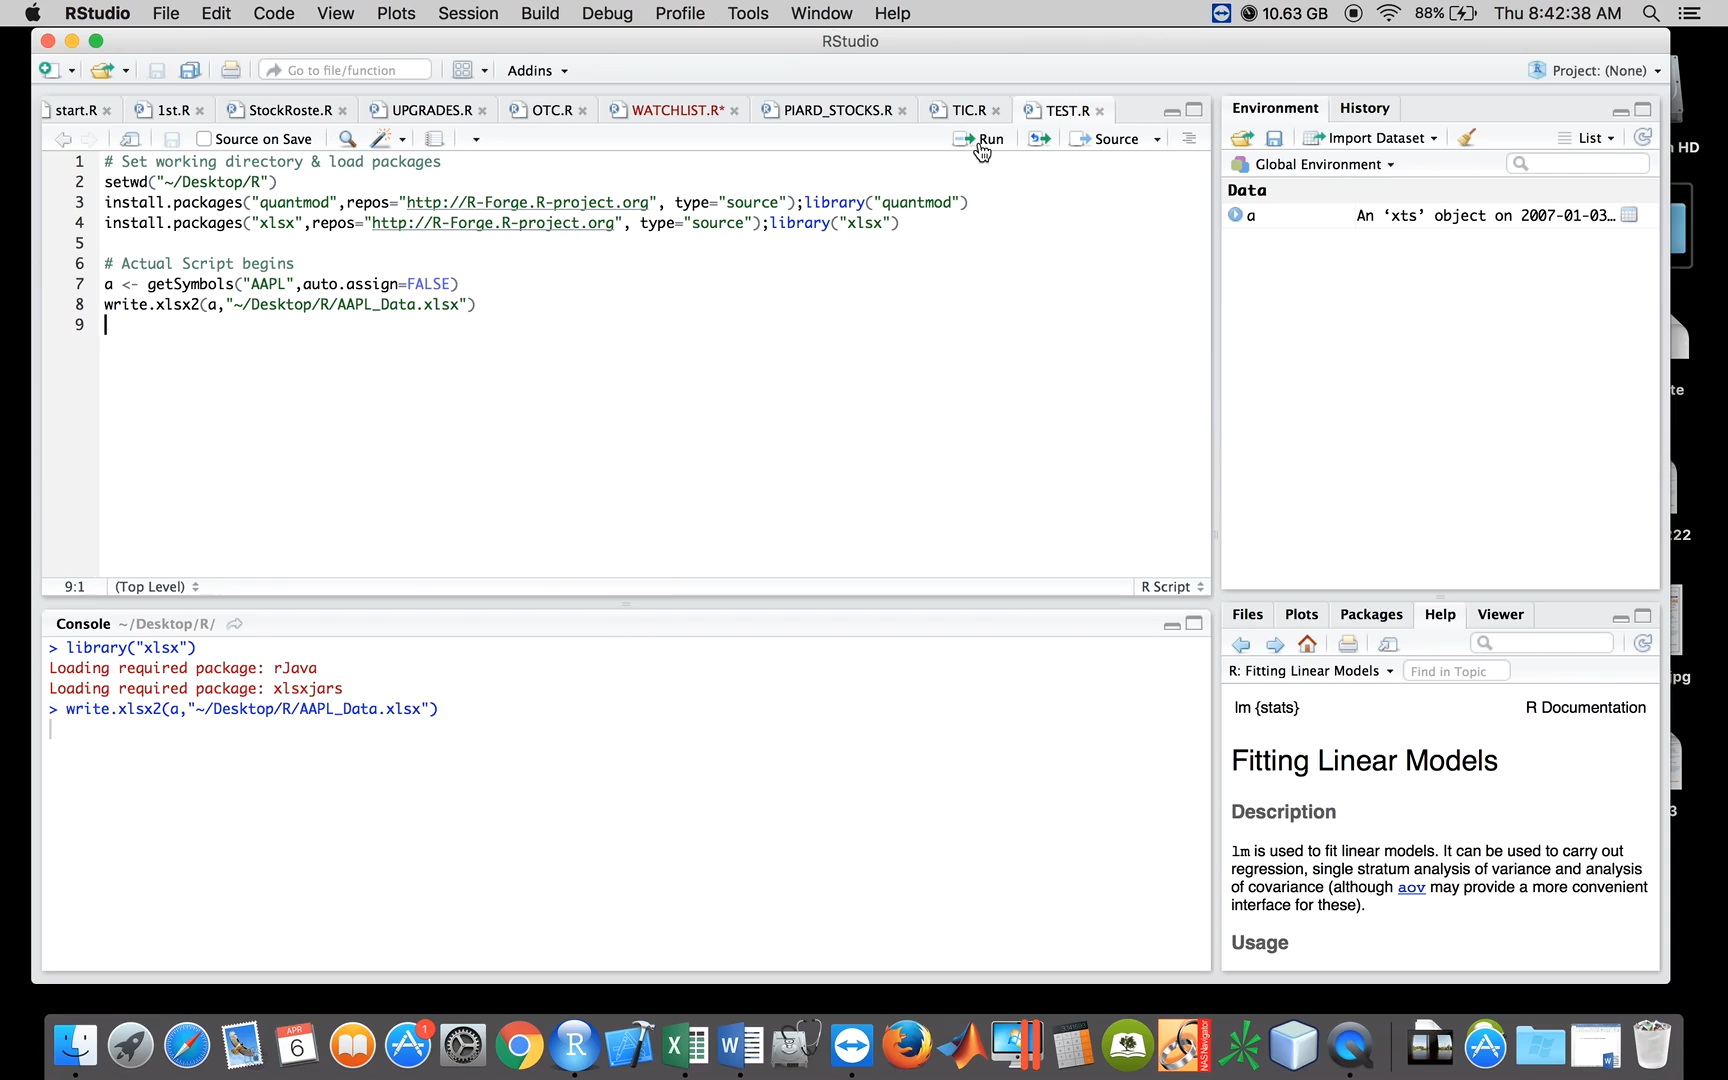 RStudio File Edit Code View Plots Session Build Debug Profile Tools Window Help 10.63 GB 88% Thu 8:42:38 AM
RStudio
Go to file/function Addins Project: (None)
start.R 1st.R StockRoste.R UPGRADES.R OTC.R WATCHLIST.R* PIARD_STOCKS.R TIC.R TEST.R
Source on Save Run Source
1 # Set working directory & load packages
2 setwd("~/Desktop/R")
3 install.packages("quantmod",repos="http://R-Forge.R-project.org", type="source");library("quantmod")
4 install.packages("xlsx",repos="http://R-Forge.R-project.org", type="source");library("xlsx")
5
6 # Actual Script begins
7 a <- getSymbols("AAPL",auto.assign=FALSE)
8 write.xlsx2(a,"~/Desktop/R/AAPL_Data.xlsx")
9
9:1 (Top Level) R Script
Console ~/Desktop/R/
> library("xlsx")
Loading required package: rJava
Loading required package: xlsxjars
> write.xlsx2(a,"~/Desktop/R/AAPL_Data.xlsx")
Environment History
Import Dataset List
Global Environment
Data
a An ‘xts’ object on 2007-01-03…
Files Plots Packages Help Viewer
R: Fitting Linear Models Find in Topic
lm {stats} R Documentation
Fitting Linear Models
Description
lm is used to fit linear models. It can be used to carry out
regression, single stratum analysis of variance and analysis
of covariance (although aov may provide a more convenient
interface for these).
Usage
HD
te
:22
jpg
3
APR
6
1